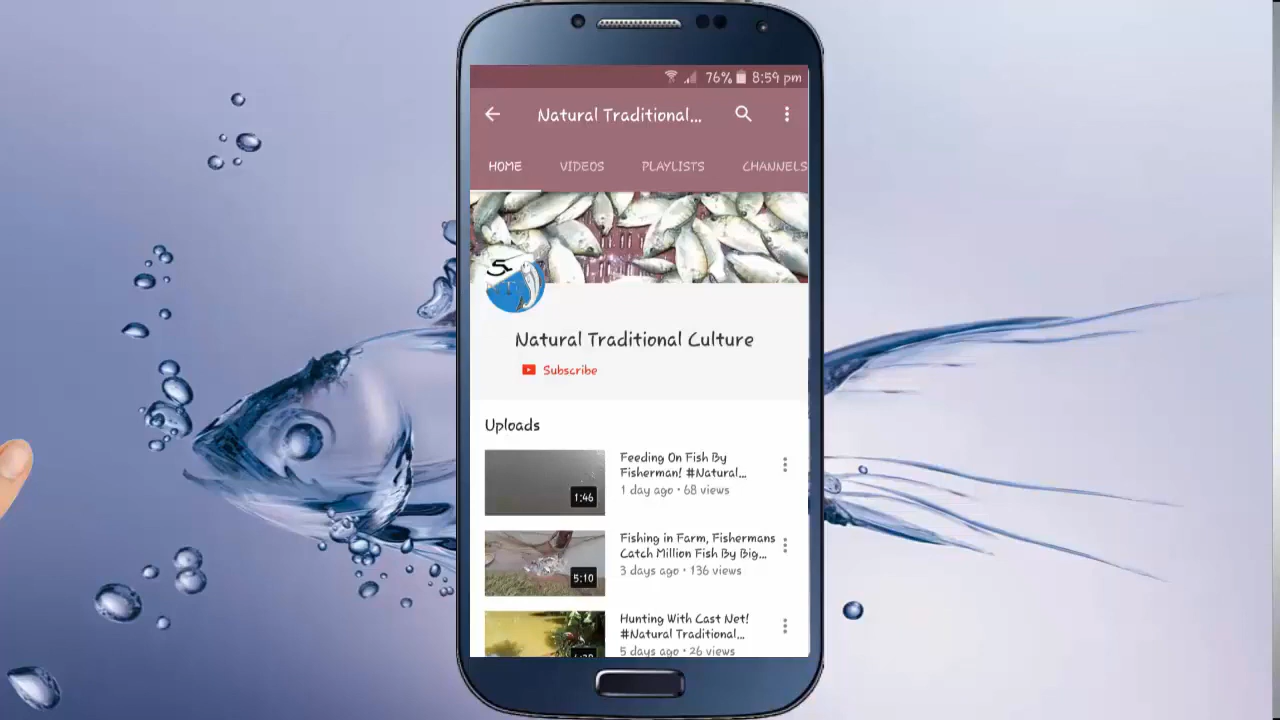 76% 8:59 pm
Natural Traditional...
HOME VIDEOS PLAYLISTS CHANNELS
Natural Traditional Culture
Subscribe
Uploads
Feeding On Fish By
Fisherman! #Natural...
1 day ago • 68 views
1:46
Fishing in Farm, Fishermans
Catch Million Fish By Big...
3 days ago • 136 views
5:10
Hunting With Cast Net!
#Natural Traditional...
5 days ago • 26 views